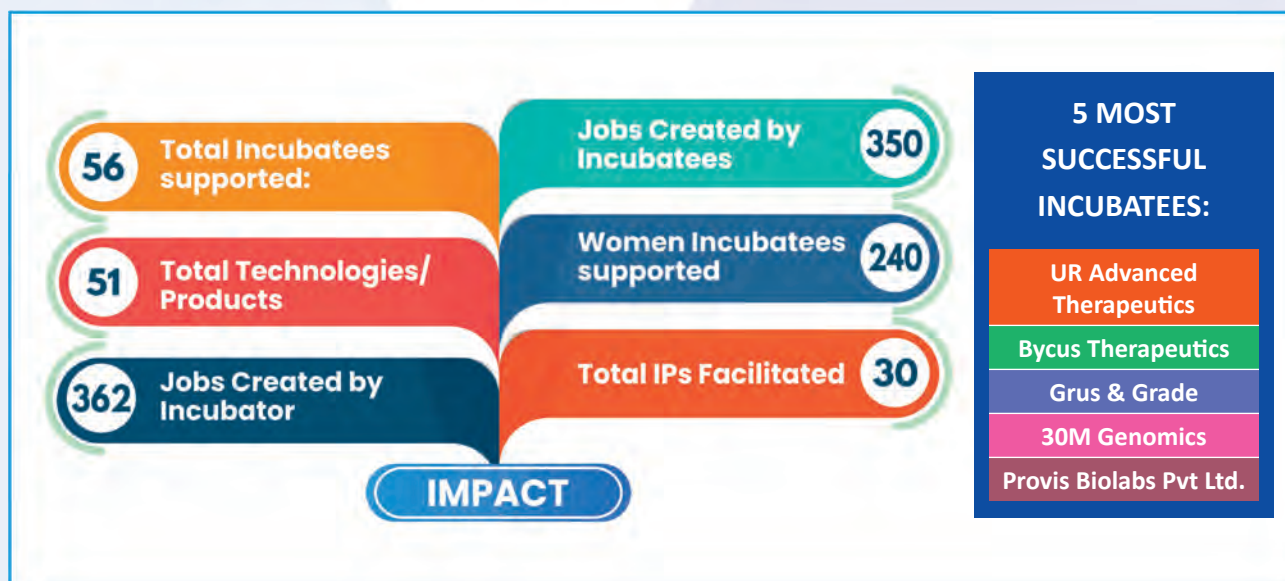 56
Total Incubatees
supported:
51
Total Technologies/
Products
362
Jobs Created by
Incubator
Jobs Created by
Incubatees
350
Women Incubatees
supported
240
Total IPs Facilitated
30
IMPACT
5 MOST
SUCCESSFUL
INCUBATEES:
UR Advanced
Therapeutics
Bycus Therapeutics
Grus & Grade
30M Genomics
Provis Biolabs Pvt Ltd.